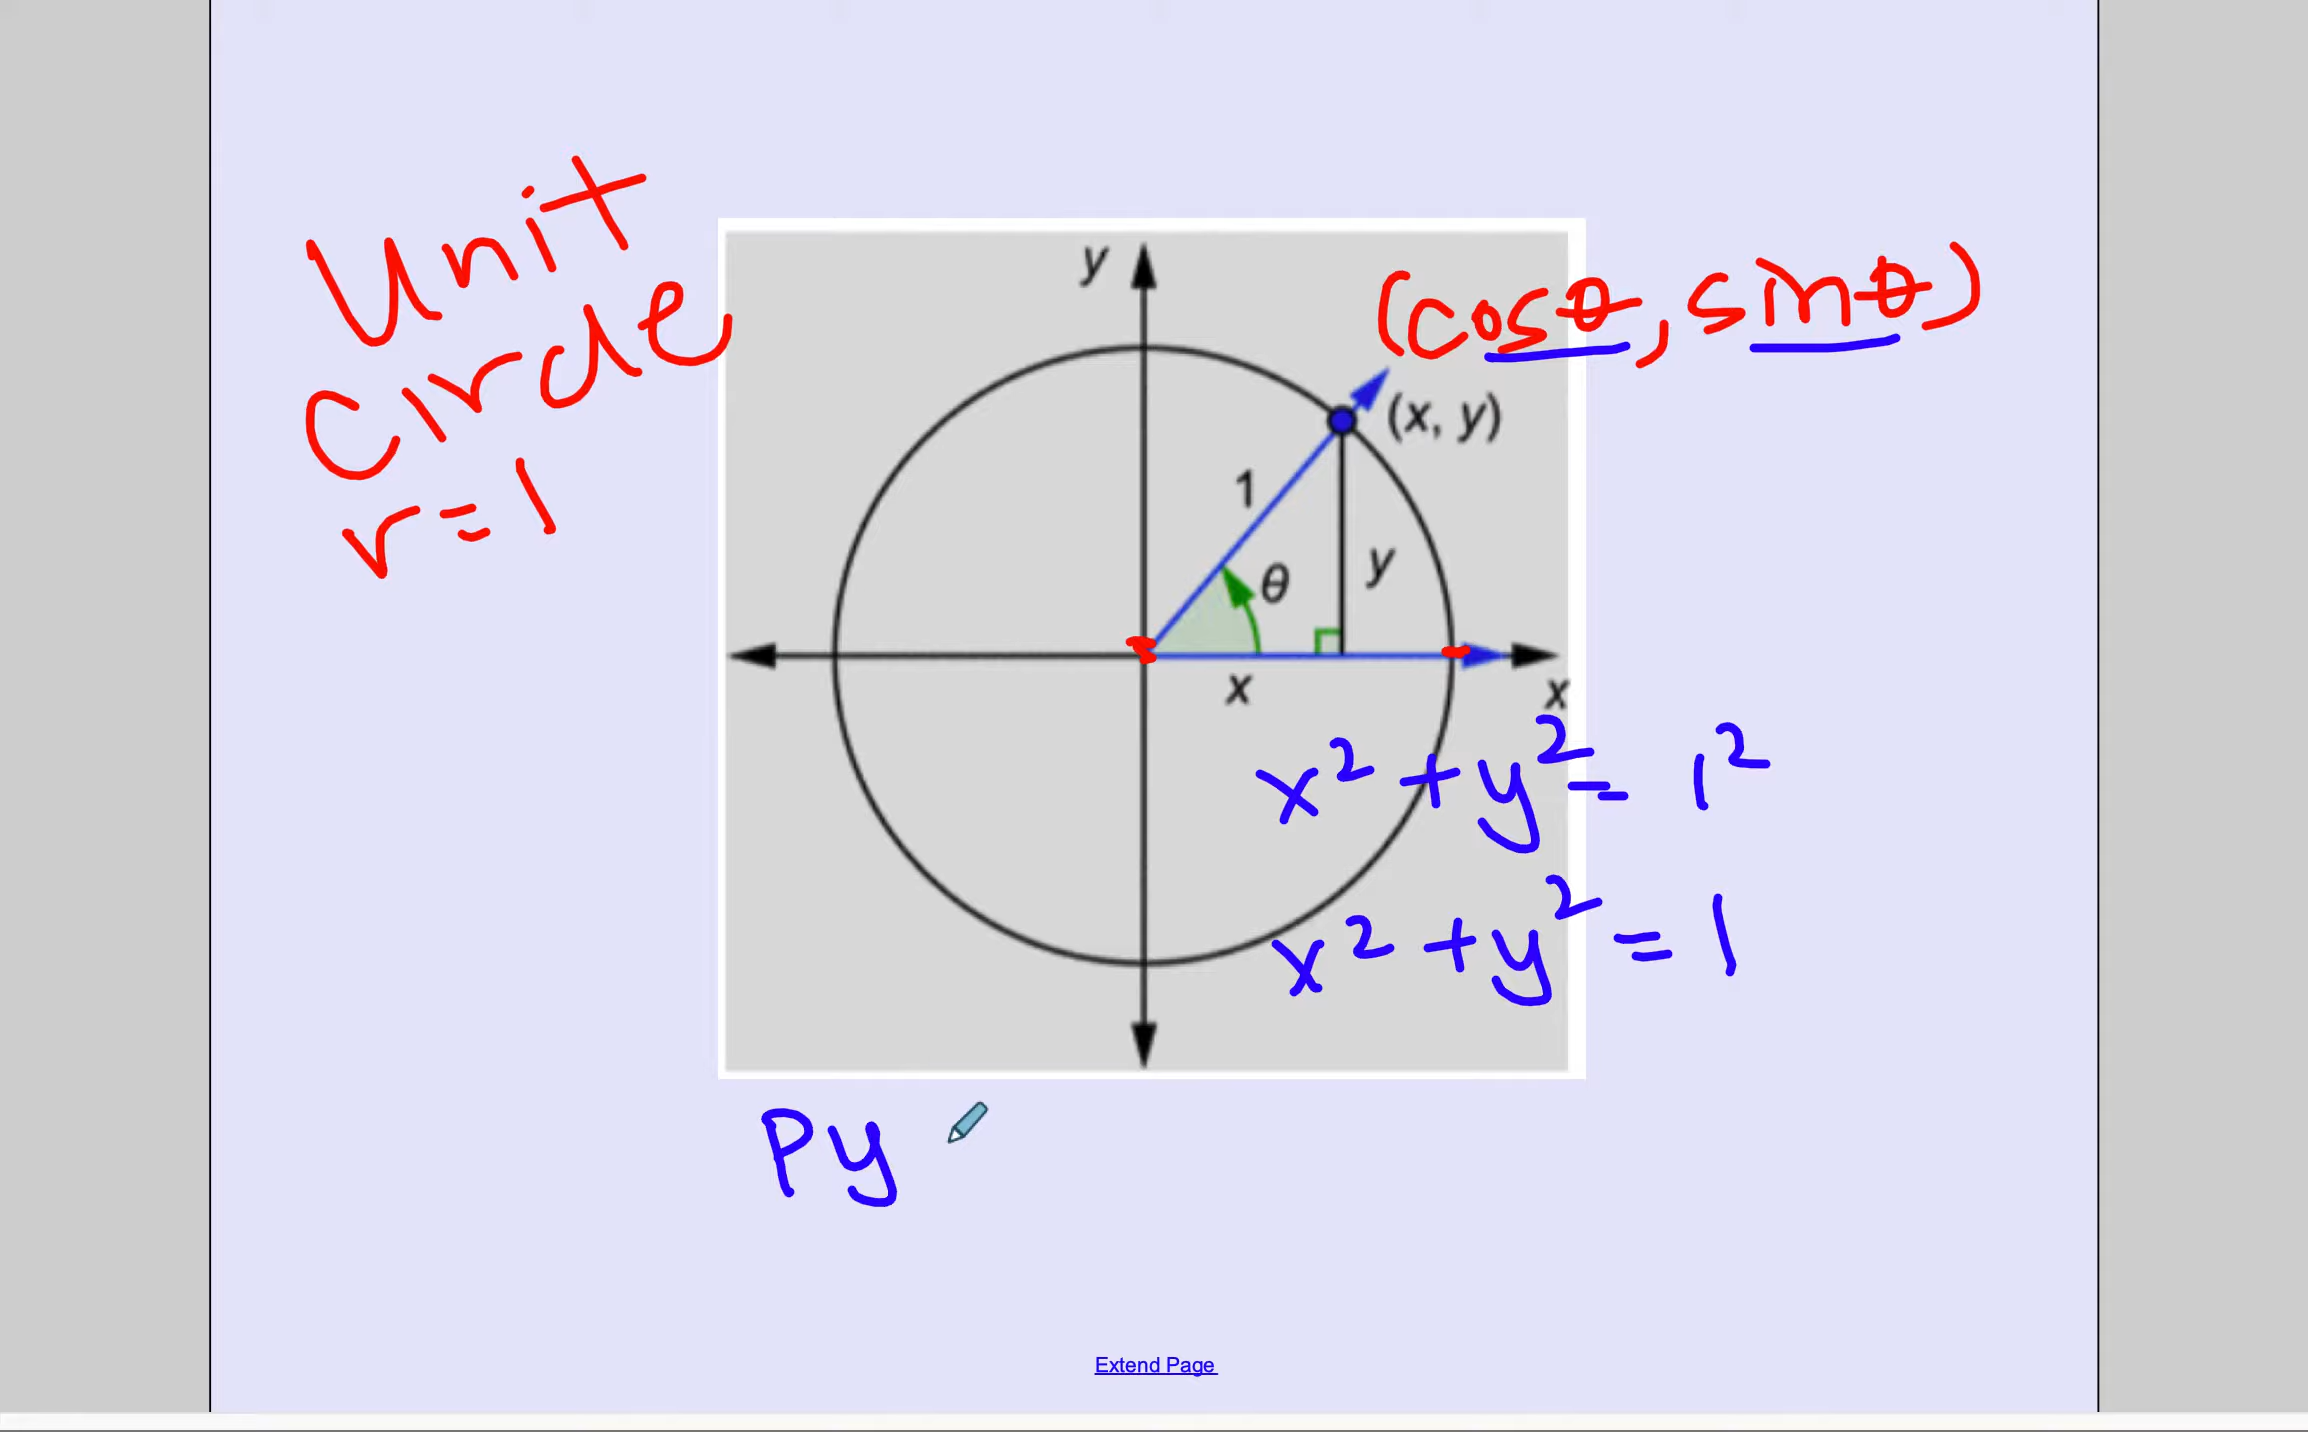 Unit
Circle
r=1
y
(cosθ, sinθ)
(x, y)
1
θ
y
x
x
x² + y² = 1²
x² + y² = 1
Py
Extend Page